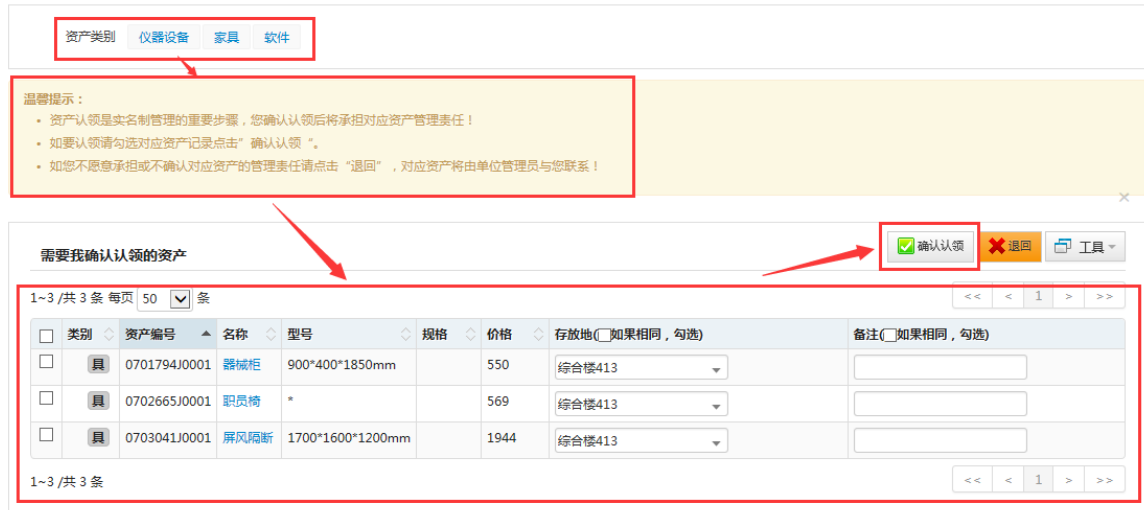 资产类别 仪器设备 家具 软件
温馨提示：
▪ 资产认领是实名制管理的重要步骤，您确认认领后将承担对应资产管理责任！
▪ 如要认领请勾选对应资产记录点击” 确认认领 “。
▪ 如您不愿意承担或不确认对应资产的管理责任请点击“退回”，对应资产将由单位管理员与您联系！
×
需要我确认认领的资产 确认认领 退回 工具
1~3 /共 3 条 每页 50 条 << < 1 > >>
类别 资产编号 名称 型号 规格 价格 存放地(如果相同，勾选) 备注(如果相同，勾选)
具 0701794J0001 器械柜 900*400*1850mm 550 综合楼413
具 0702665J0001 职员椅 * 569 综合楼413
具 0703041J0001 屏风隔断 1700*1600*1200mm 1944 综合楼413
1~3 /共 3 条 << < 1 > >>